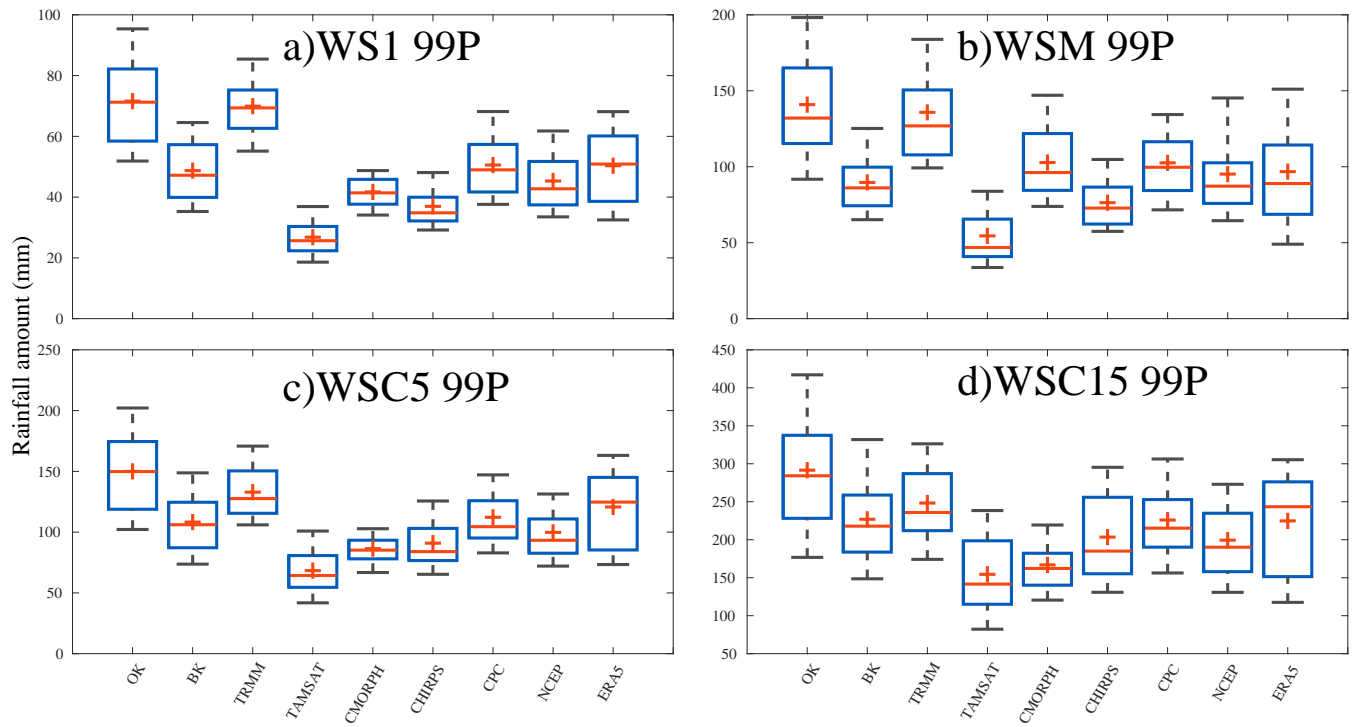 Rainfall amount (mm)
a)WS1 99P
100
80
60
40
20
0
b)WSM 99P
200
150
100
50
0
c)WSC5 99P
250
200
150
100
50
0
OK
BK
TRMM
TAMSAT
CMORPH
CHIRPS
CPC
NCEP
ERA5
d)WSC15 99P
450
400
350
300
250
200
150
100
50
OK
BK
TRMM
TAMSAT
CMORPH
CHIRPS
CPC
NCEP
ERA5